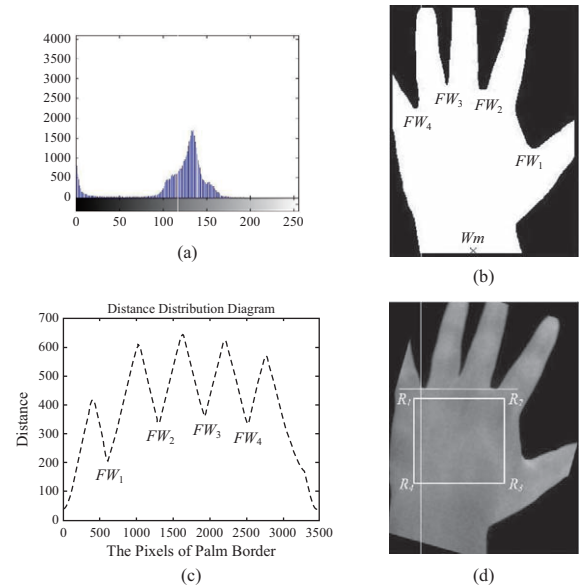 4000
3500
3000
2500
2000
1500
1000
500
0
0 50 100 150 200 250
(a)
FW4 FW3 FW2
FW1
Wm
(b)
Distance Distribution Diagram
700
600
500
400
300
200
100
0
Distance
FW1
FW2 FW3 FW4
0 500 1000 1500 2000 2500 3000 3500
The Pixels of Palm Border
(c)
R1 R2
R4 R3
(d)